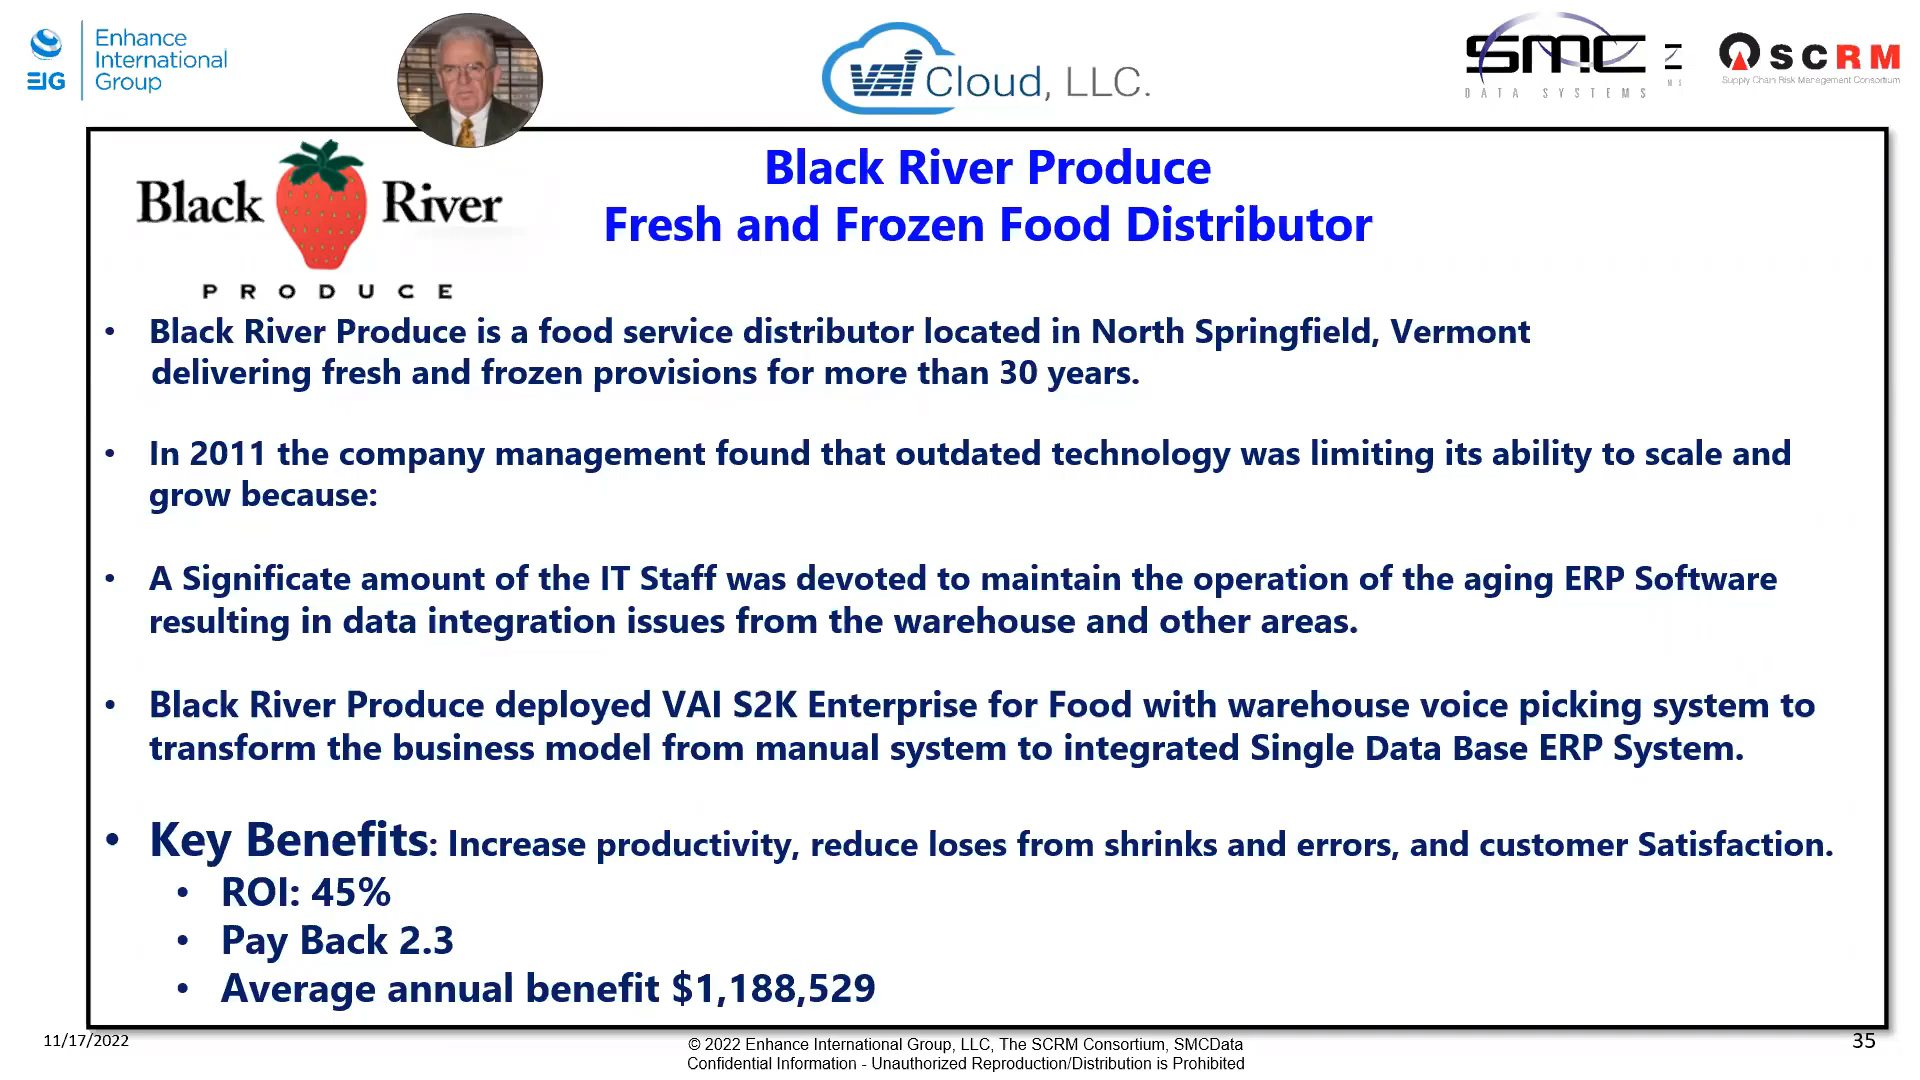 Enhance
International
Group
EIG
vai Cloud, LLC.
SMC
DATA SYSTEMS
SCRM
Supply Chain Risk Management Consortium
Black River
PRODUCE
Black River Produce
Fresh and Frozen Food Distributor
• Black River Produce is a food service distributor located in North Springfield, Vermont
delivering fresh and frozen provisions for more than 30 years.
• In 2011 the company management found that outdated technology was limiting its ability to scale and
grow because:
• A Significate amount of the IT Staff was devoted to maintain the operation of the aging ERP Software
resulting in data integration issues from the warehouse and other areas.
• Black River Produce deployed VAI S2K Enterprise for Food with warehouse voice picking system to
transform the business model from manual system to integrated Single Data Base ERP System.
• Key Benefits: Increase productivity, reduce loses from shrinks and errors, and customer Satisfaction.
• ROI: 45%
• Pay Back 2.3
• Average annual benefit $1,188,529
11/17/2022
© 2022 Enhance International Group, LLC, The SCRM Consortium, SMCData
Confidential Information - Unauthorized Reproduction/Distribution is Prohibited
35